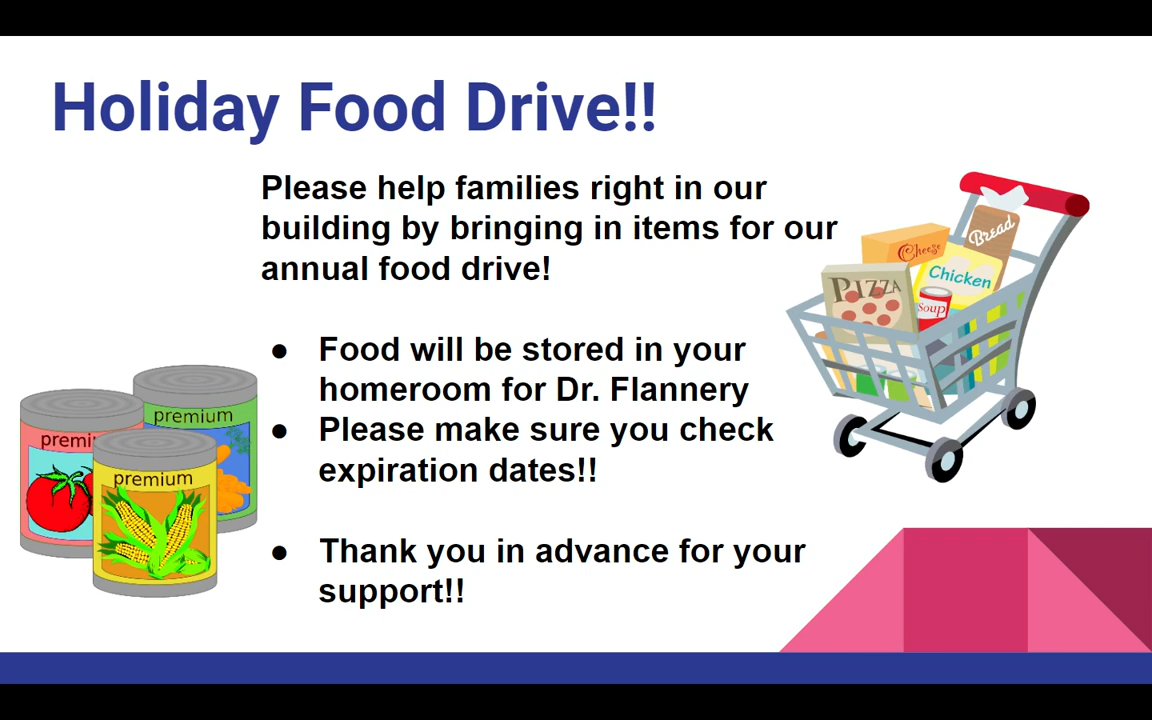 Holiday Food Drive!!
Please help families right in our
building by bringing in items for our
annual food drive!
● Food will be stored in your
homeroom for Dr. Flannery
● Please make sure you check
expiration dates!!
● Thank you in advance for your
support!!
Bread
Cheese
Chicken
PIZZA
Soup
premium
premi
premium